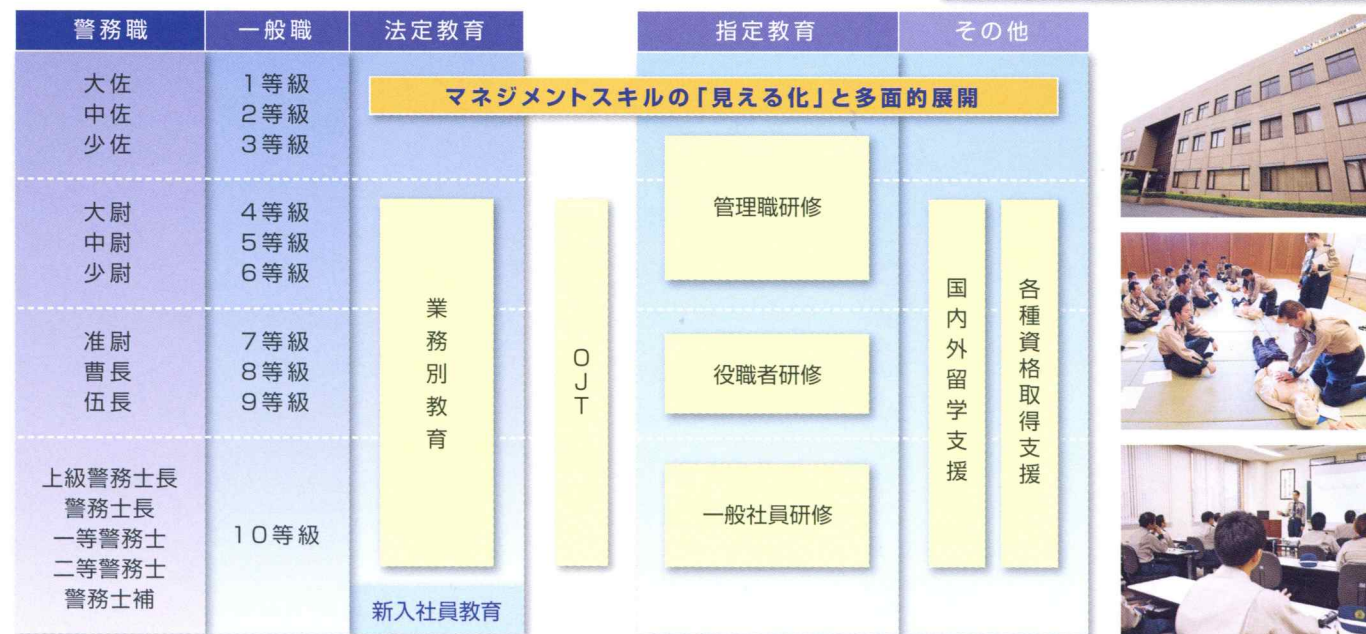 警務職
一般職
法定教育
指定教育
その他
マネジメントスキルの「見える化」と多面的展開
大佐
1等級
中佐
2等級
少佐
3等級
大尉
4等級
中尉
5等級
少尉
6等級
准尉
7等級
曹長
8等級
伍長
9等級
上級警務士長
警務士長
一等警務士
二等警務士
警務士補
10等級
業務別教育
新入社員教育
OJT
管理職研修
役職者研修
一般社員研修
国内外留学支援
各種資格取得支援